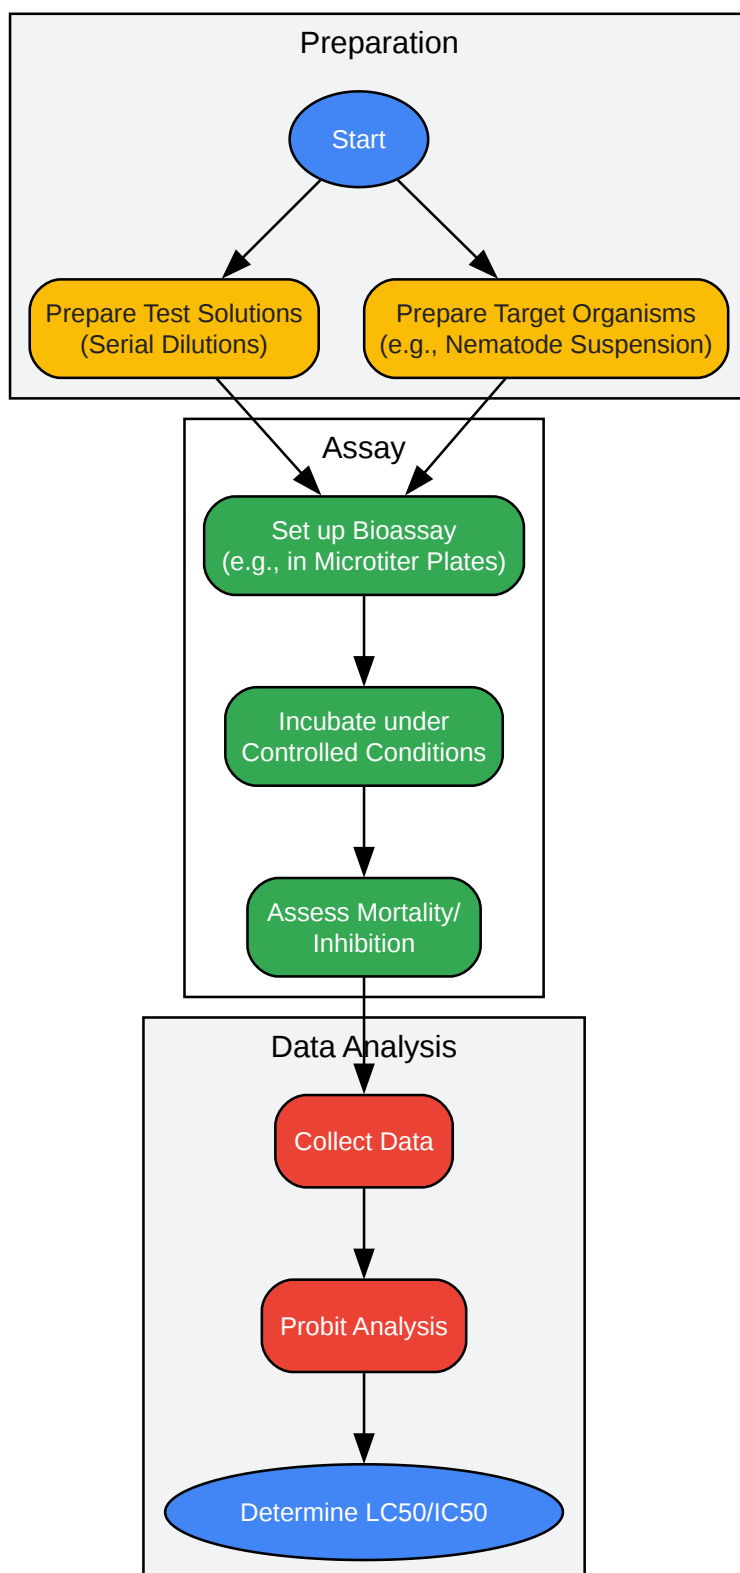 Preparation
Start
Prepare Test Solutions
(Serial Dilutions)
Prepare Target Organisms
(e.g., Nematode Suspension)
Assay
Set up Bioassay
(e.g., in Microtiter Plates)
Incubate under
Controlled Conditions
Assess Mortality/
Inhibition
Data Analysis
Collect Data
Probit Analysis
Determine LC50/IC50